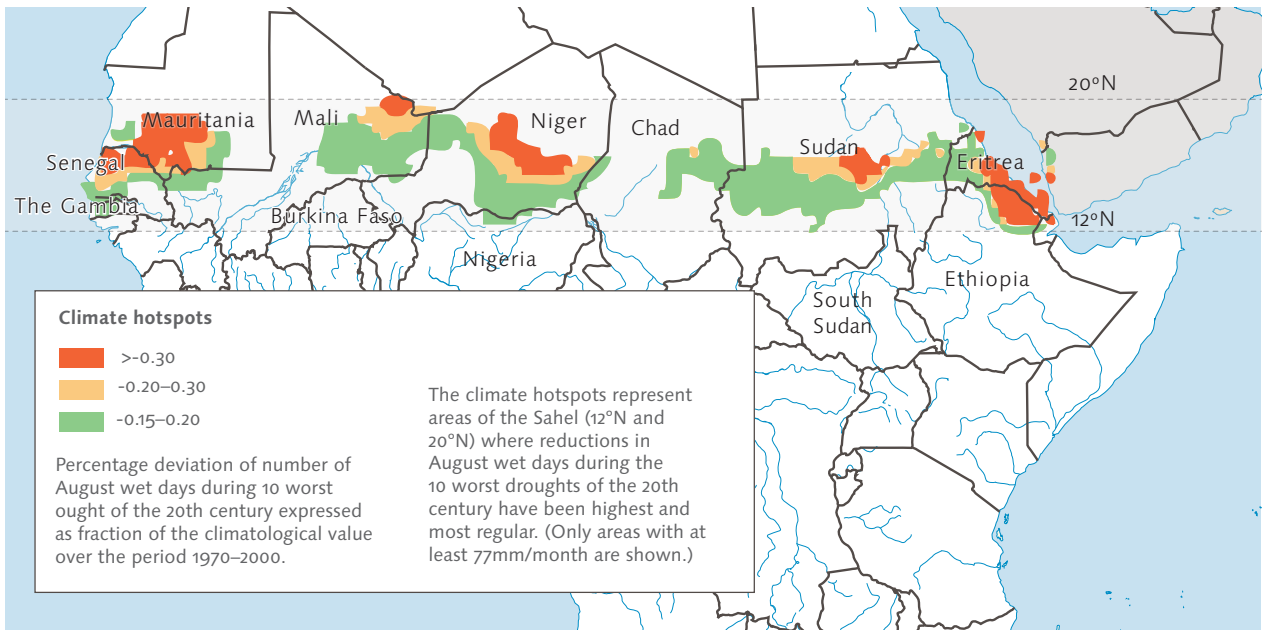 20°N
Mauritania
Mali
Niger
Chad
Sudan
Eritrea
Senegal
The Gambia
Burkina Faso
12°N
Nigeria
Ethiopia
South
Sudan
Climate hotspots
>-0.30
-0.20–0.30
-0.15–0.20
Percentage deviation of number of
August wet days during 10 worst
ought of the 20th century expressed
as fraction of the climatological value
over the period 1970–2000.
The climate hotspots represent
areas of the Sahel (12°N and
20°N) where reductions in
August wet days during the
10 worst droughts of the 20th
century have been highest and
most regular. (Only areas with at
least 77mm/month are shown.)